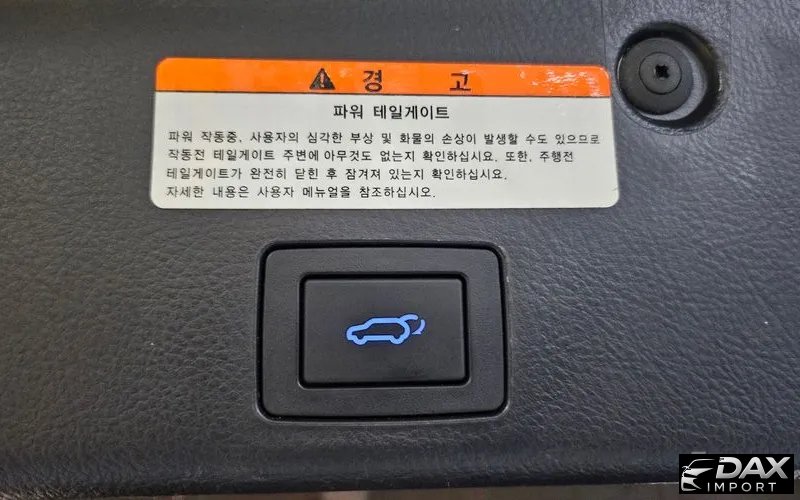 경 고
파워 테일게이트
파워 작동중, 사용자의 심각한 부상 및 화물의 손상이 발생할 수도 있으므로
작동전 테일게이트 주변에 아무것도 없는지 확인하십시요. 또한, 주행전
테일게이트가 완전히 닫힌 후 잠겨져 있는지 확인하십시요.
자세한 내용은 사용자 메뉴얼을 참조하십시오.
DAX
IMPORT